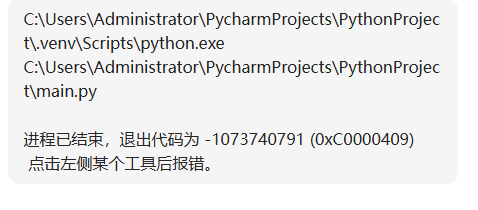 C:\Users\Administrator\PycharmProjects\PythonProjec
t\.venv\Scripts\python.exe
C:\Users\Administrator\PycharmProjects\PythonProjec
t\main.py
进程已结束，退出代码为 -1073740791 (0xC0000409)
点击左侧某个工具后报错。